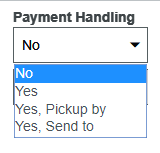 Payment Handling
No
No
Yes
Yes, Pickup by
Yes, Send to